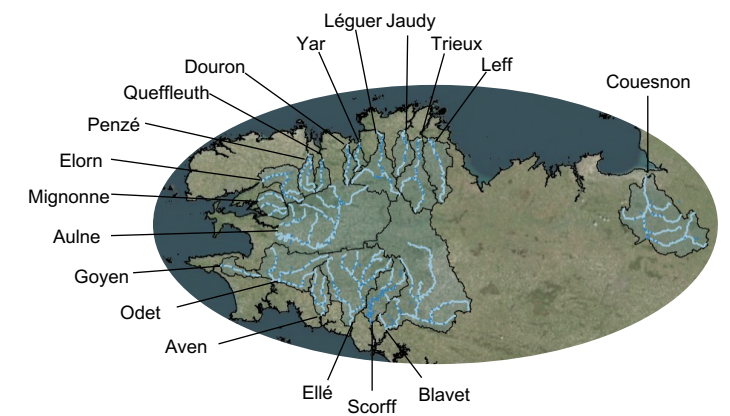 Léguer Jaudy
Yar
Trieux
Leff
Douron
Couesnon
Queffleuth
Penzé
Elorn
Mignonne
Aulne
Goyen
Odet
Aven
Ellé
Scorff
Blavet